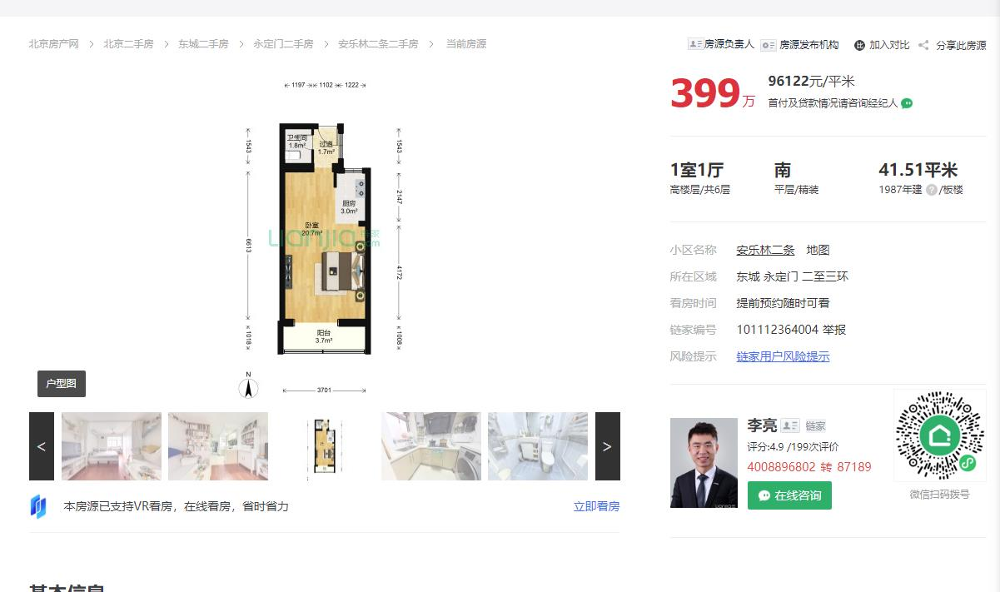 北京房产网 > 北京二手房 > 东城二手房 > 永定门二手房 > 安乐林二条二手房 > 当前房源
房源负责人 房源发布机构 加入对比 分享此房源
399万
96122元/平米
首付及贷款情况请咨询经纪人
1室1厅 南 41.51平米
高楼层/共6层 平层/精装 1987年建 ? /板楼
小区名称 安乐林二条 地图
所在区域 东城 永定门 二至三环
看房时间 提前预约随时可看
链家编号 101112364004 举报
风险提示 链家用户风险提示
李亮 链家
评分:4.9 /199次评价
4008896802 转 87189
在线咨询
微信扫码拨号
1197 1102 1222
1543
6613
1018
1543
2147
4172
1008
3701
卫生间
1.8m²
过道
1.7m²
厨房
3.0m²
卧室
20.7m²
阳台
3.7m²
Lianjia 链家
.com
N
户型图
< >
本房源已支持VR看房，在线看房，省时省力 立即看房
基本信息